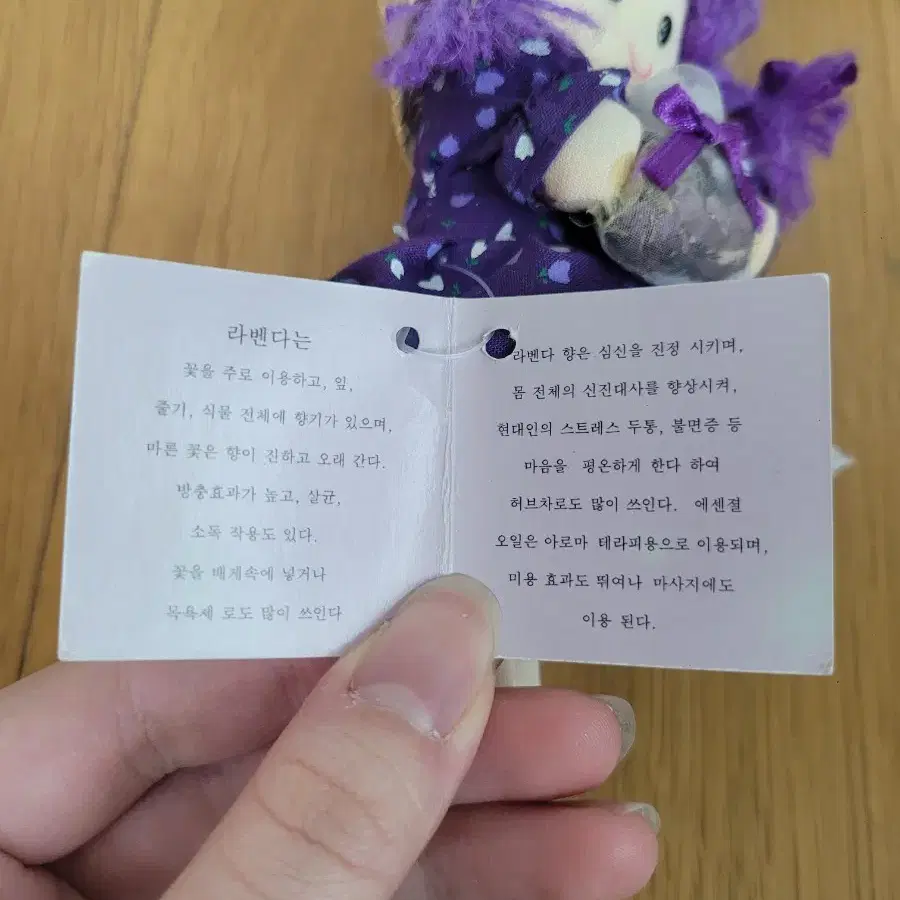 라벤다는
꽃을 주로 이용하고, 잎,
줄기, 식물 전체에 향기가 있으며,
마른 꽃은 향이 진하고 오래 간다.
방충효과가 높고, 살균,
소독 작용도 있다.
꽃을 배게속에 넣거나
목욕제 로도 많이 쓰인다
라벤다 향은 심신을 진정 시키며,
몸 전체의 신진대사를 향상시켜,
현대인의 스트레스 두통, 불면증 등
마음을 평온하게 한다 하여
허브차로도 많이 쓰인다. 에센졀
오일은 아로마 테라피용으로 이용되며,
미용 효과도 뛰여나 마사지에도
이용 된다.